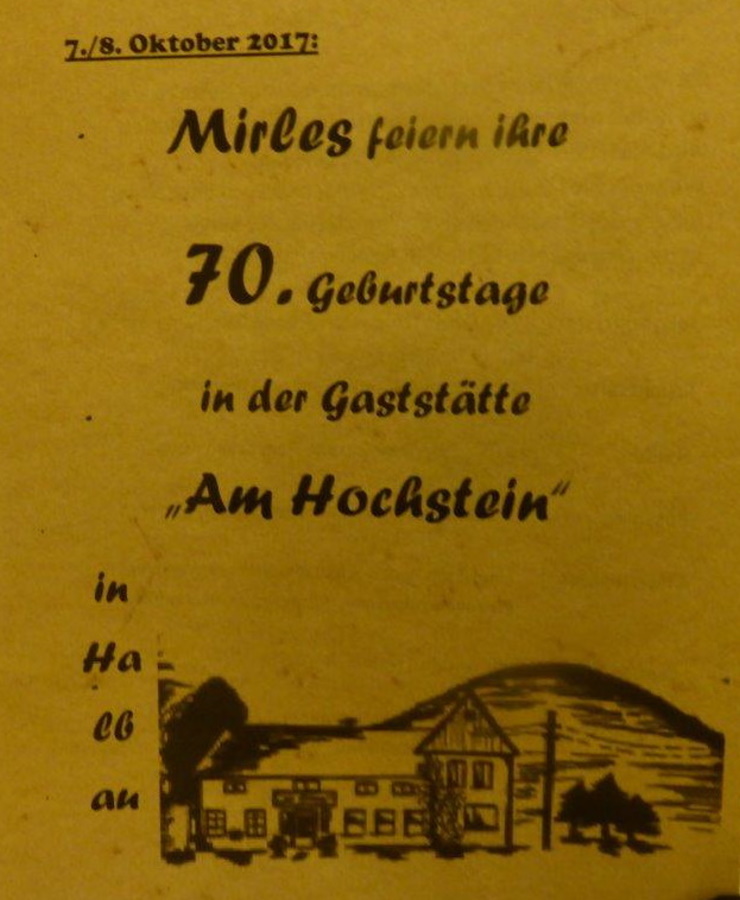 7./8. Oktober 2017:
Mirles feiern ihre
70. Geburtstage
in der Gaststätte
„Am Hochstein“
in
Ha
lb
au